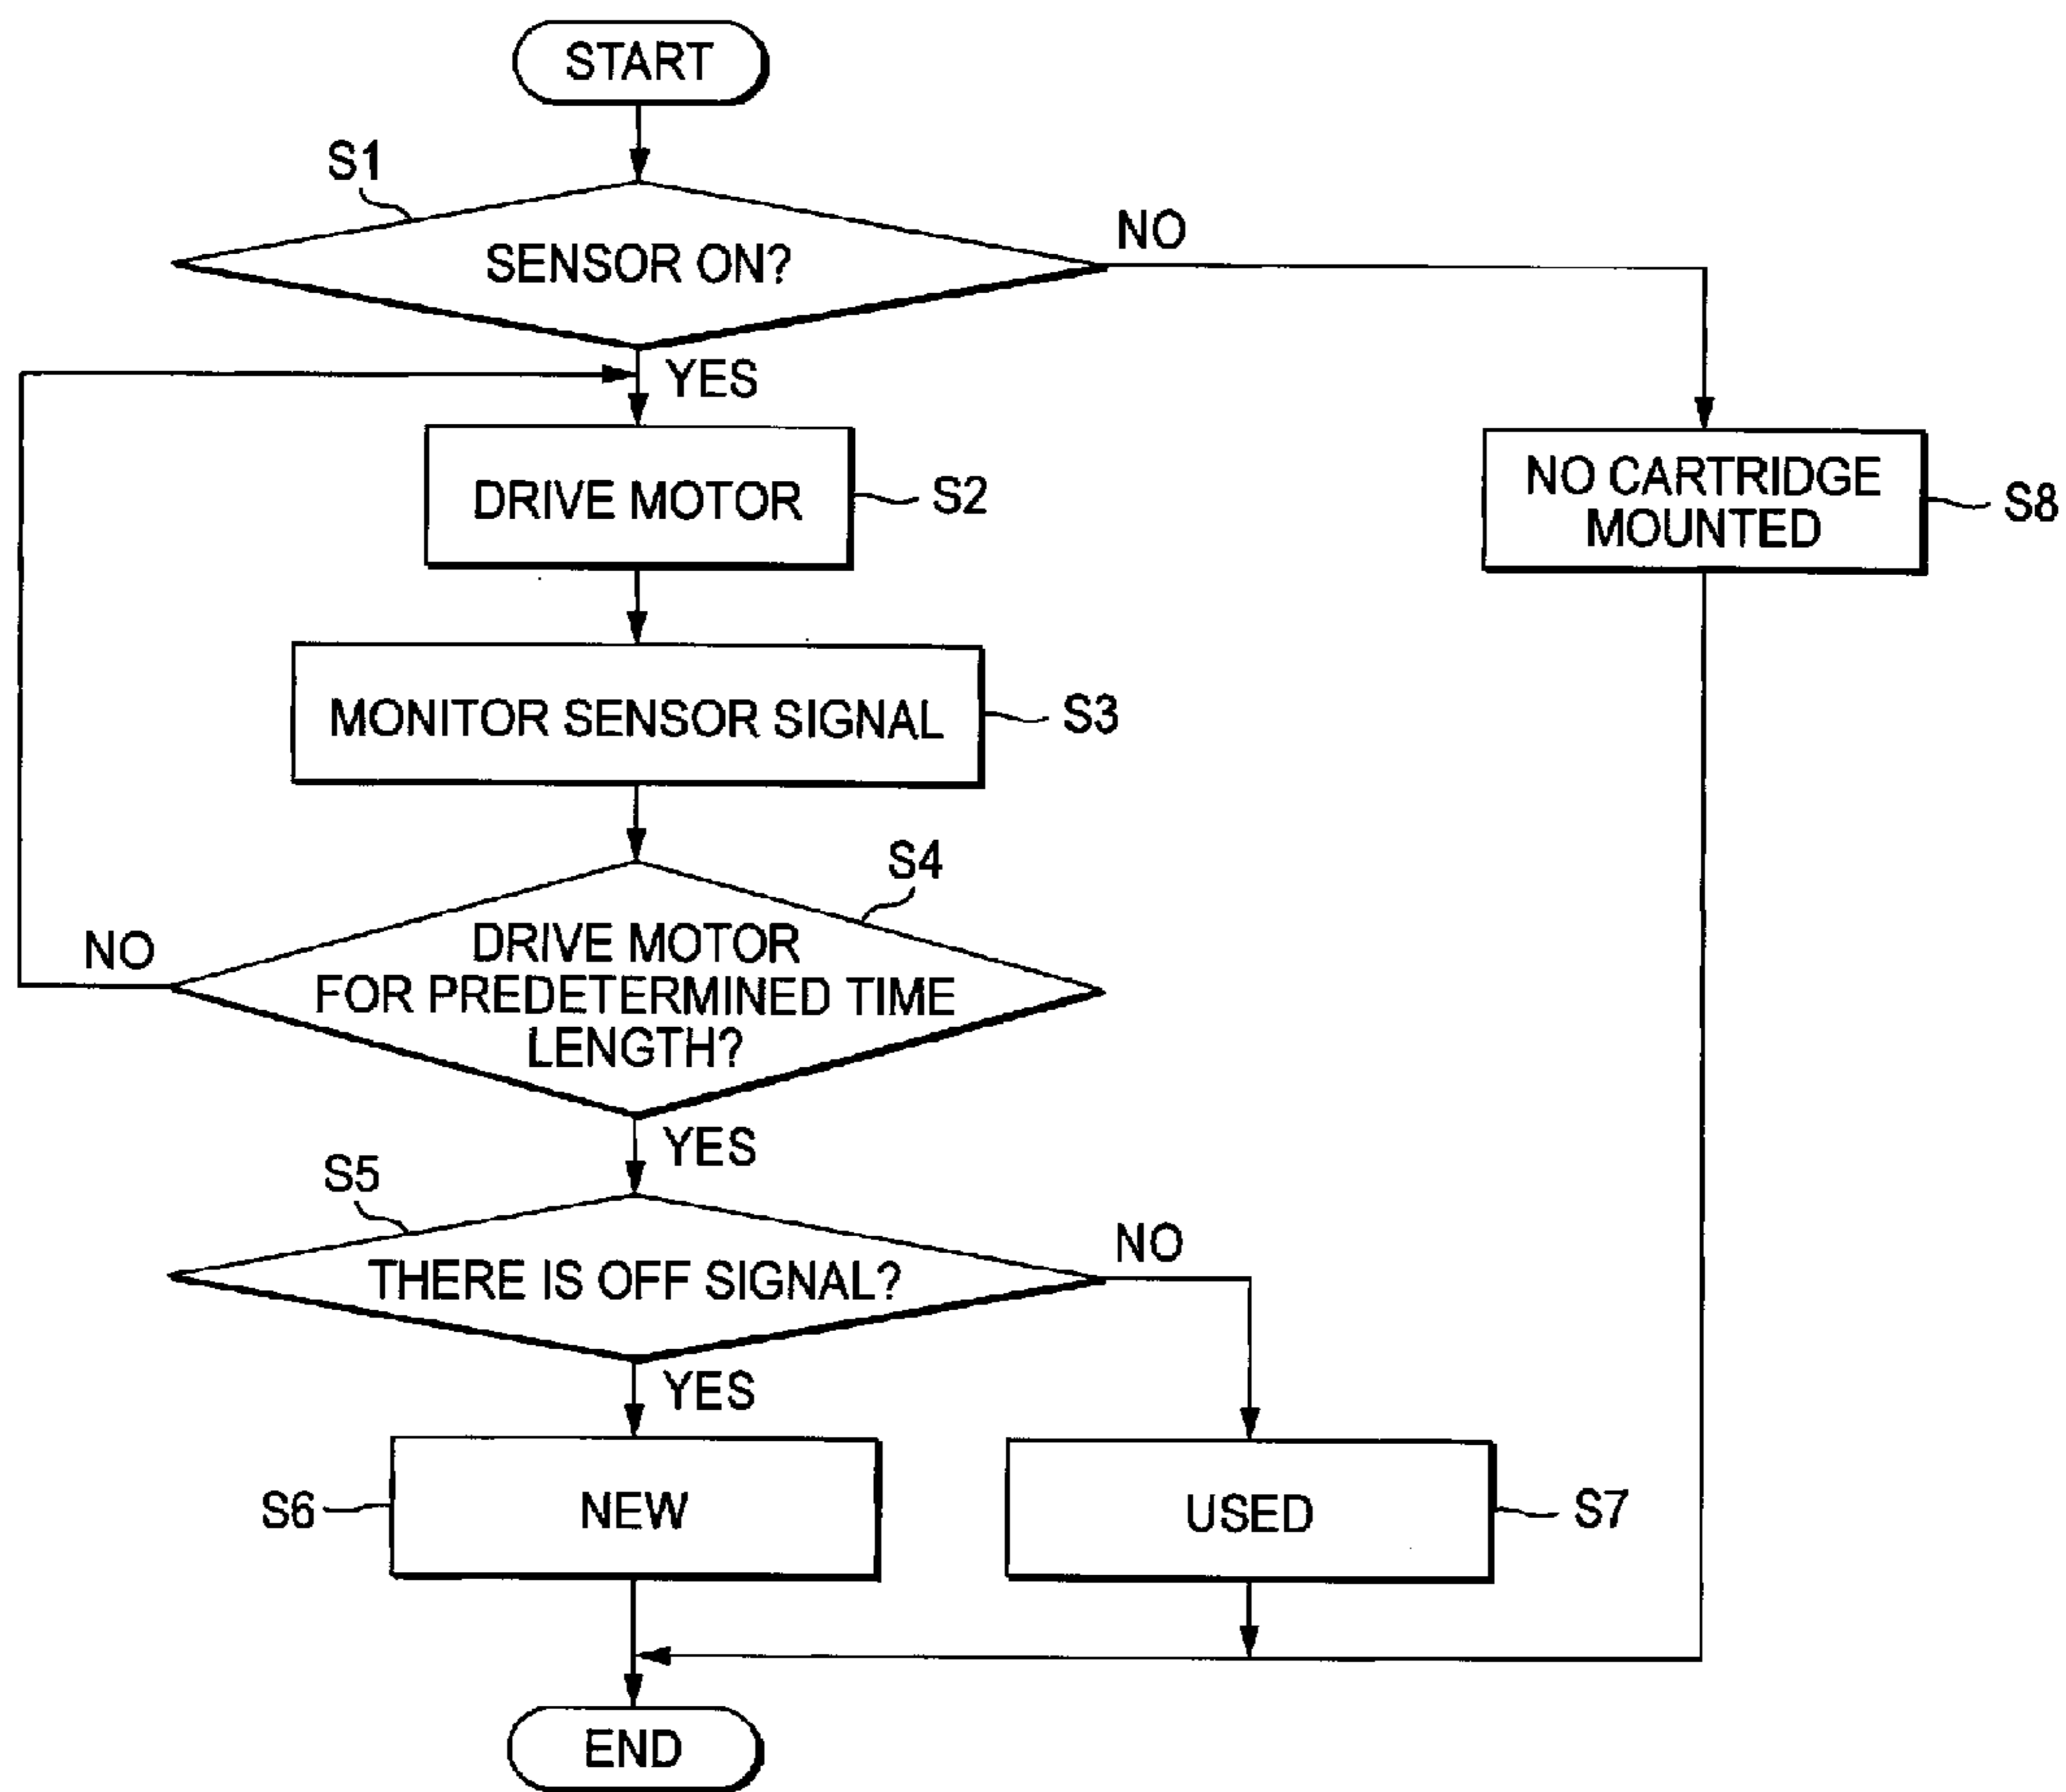 START
S1
SENSOR ON?
NO
YES
DRIVE MOTOR
S2
NO CARTRIDGE
MOUNTED
S8
MONITOR SENSOR SIGNAL
S3
S4
DRIVE MOTOR
FOR PREDETERMINED TIME
LENGTH?
NO
YES
S5
THERE IS OFF SIGNAL?
NO
YES
S6
NEW
USED
S7
END